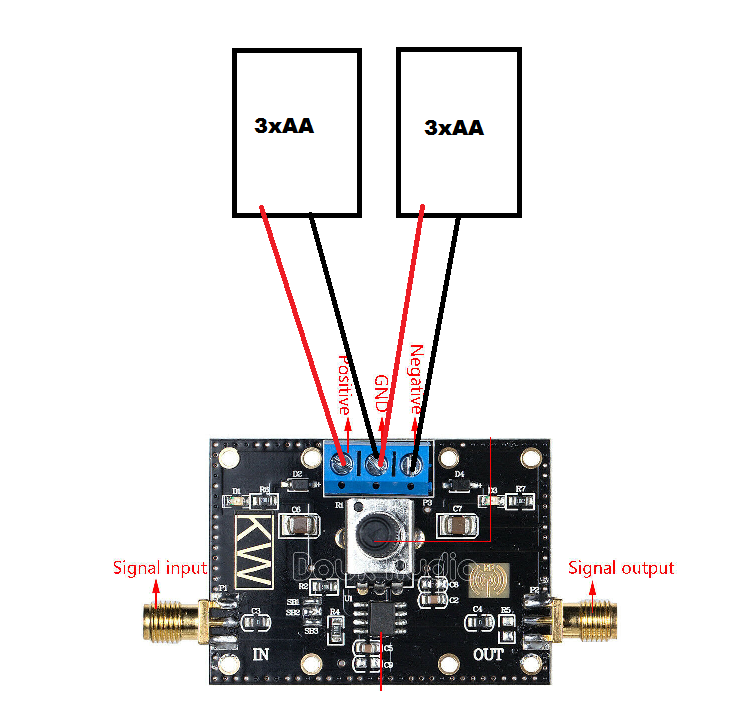 3xAA
3xAA
Positive
GND
Negative
D2
D4
D1
R6
R1
P3
D3
R7
C6
C7
KW
Douk Audio
Signal input
Signal output
P1
R2
C8
P2
SB1
U1
C2
SB2
C3
R4
C4
R5
SB3
IN
C5
OUT
C9